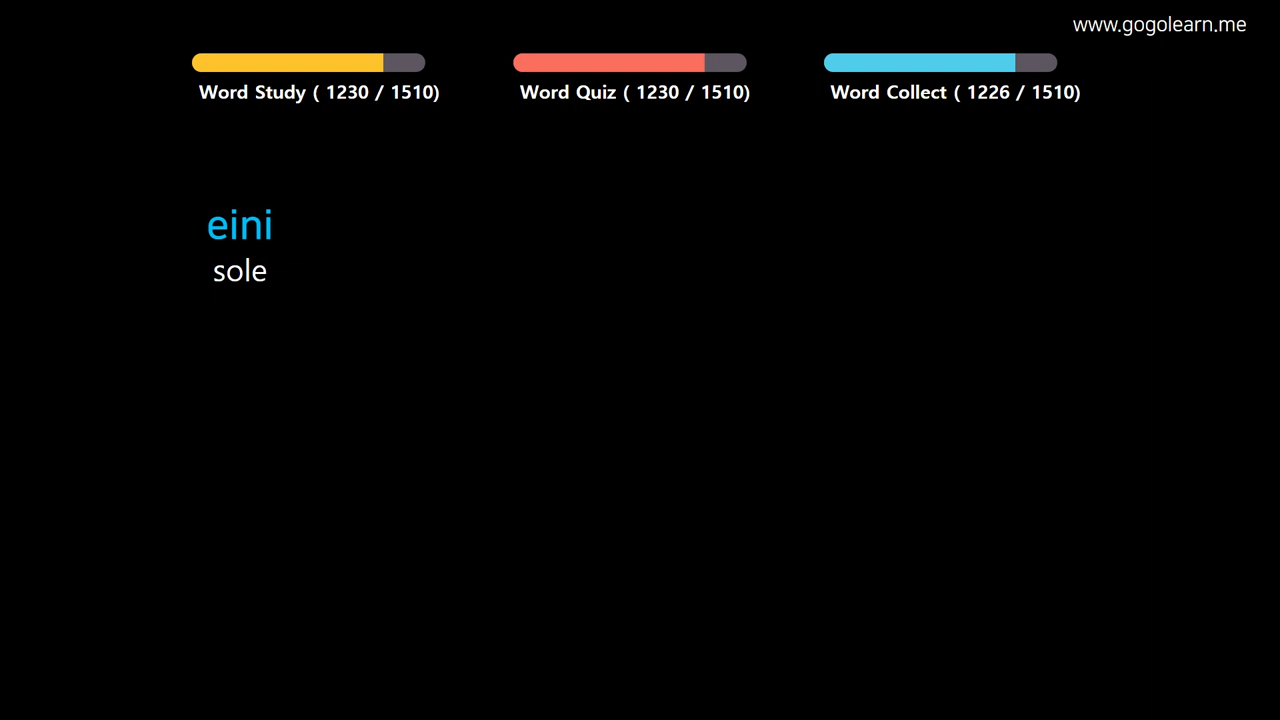 www.gogolearn.me
Word Study ( 1230 / 1510)
Word Quiz ( 1230 / 1510)
Word Collect ( 1226 / 1510)
eini
sole